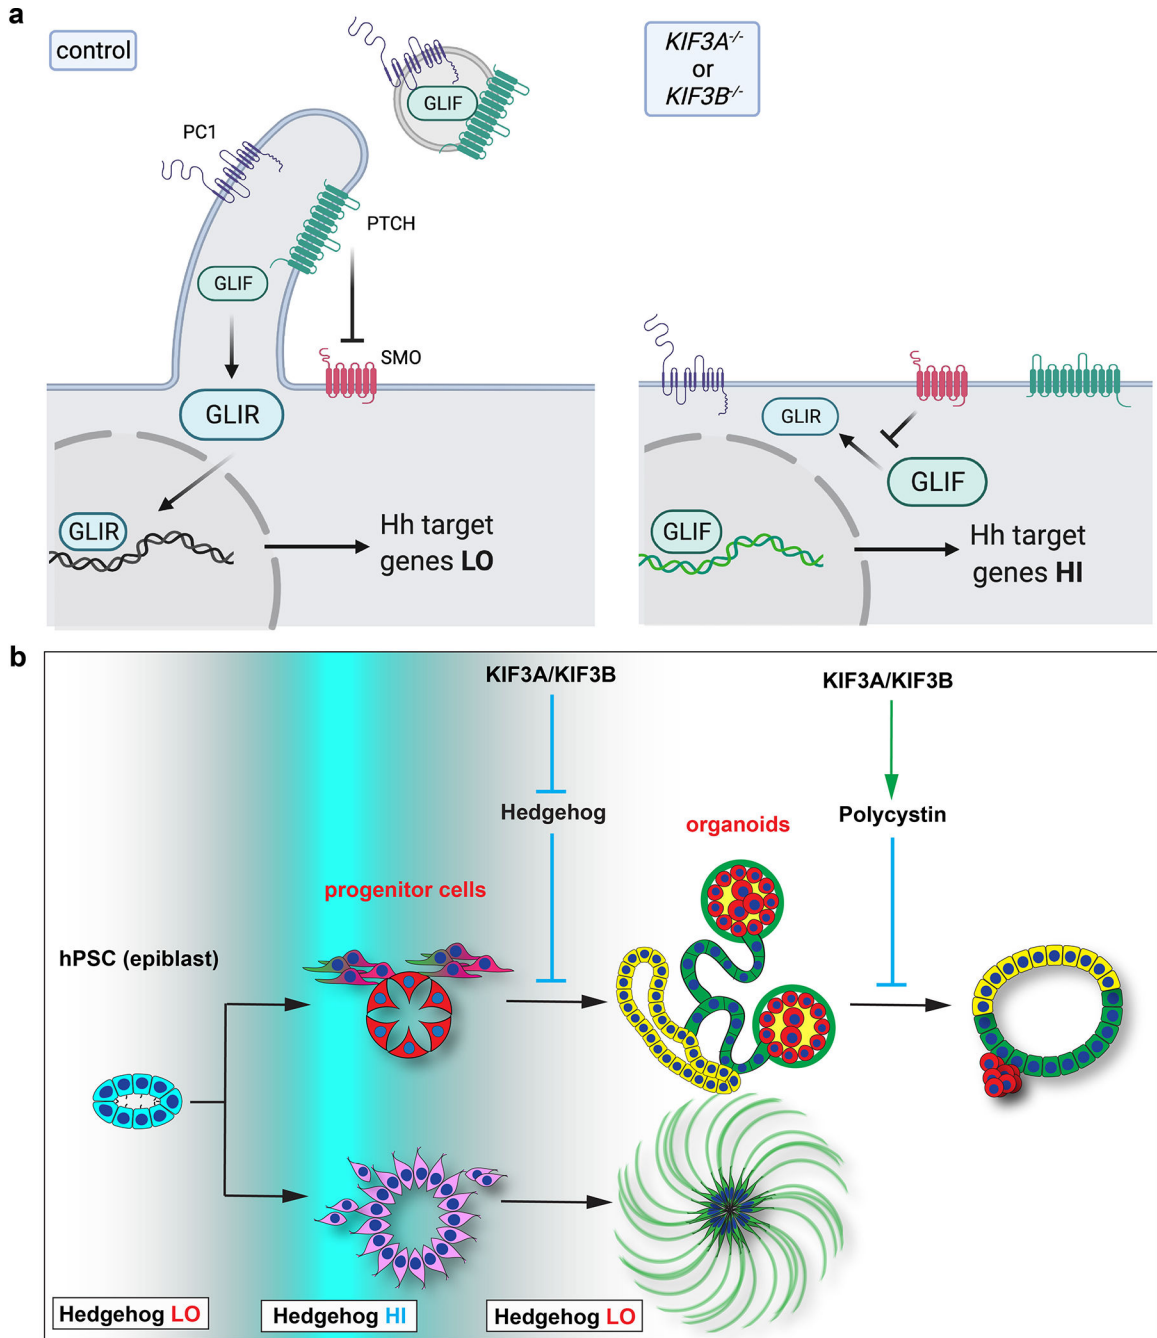 a
control
GLIF
PC1
PTCH
GLIF
SMO
GLIR
GLIR
Hh target
genes LO
KIF3A-/-
or
KIF3B-/-
GLIR
GLIF
GLIF
Hh target
genes HI
b
KIF3A/KIF3B
KIF3A/KIF3B
Hedgehog
Polycystin
organoids
progenitor cells
hPSC (epiblast)
Hedgehog LO
Hedgehog HI
Hedgehog LO